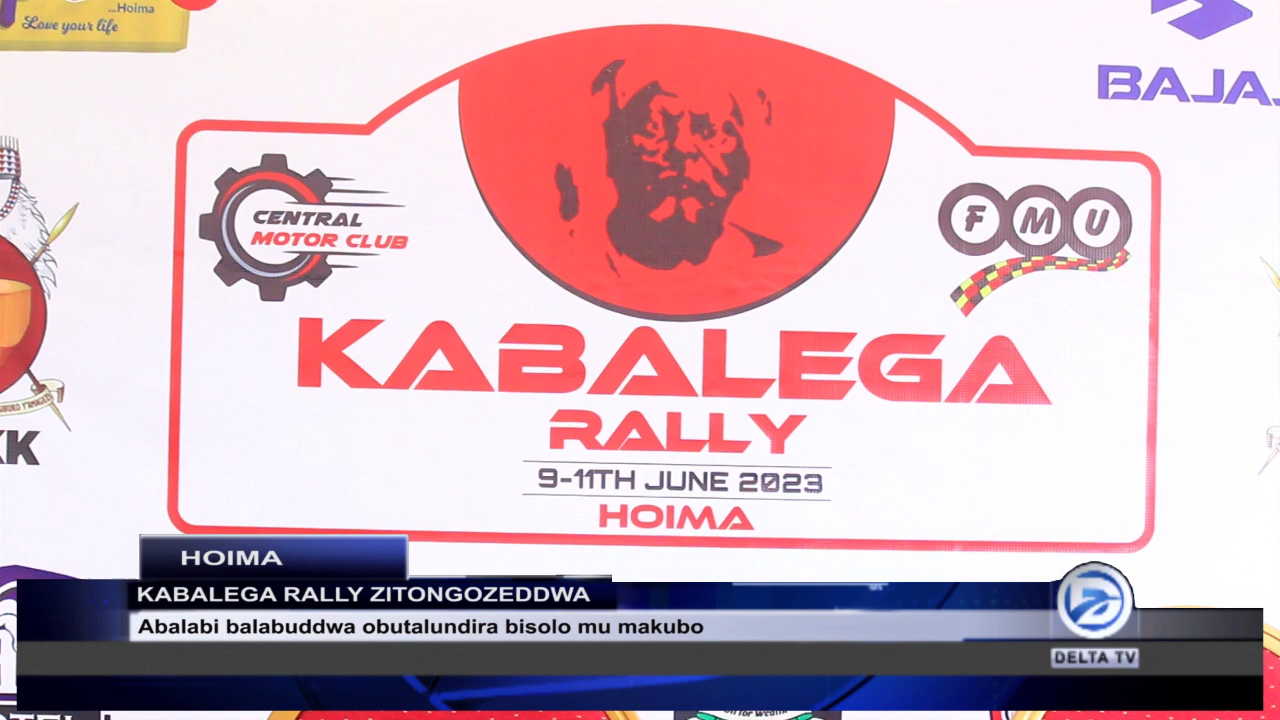 ...Hoima
Love your life
BAJA
CENTRAL
MOTOR CLUB
FMU
KABALEGA
RALLY
9-11TH JUNE 2023
HOIMA
KK
HOIMA
KABALEGA RALLY ZITONGOZEDDWA
Abalabi balabuddwa obutalundira bisolo mu makubo
DELTA TV